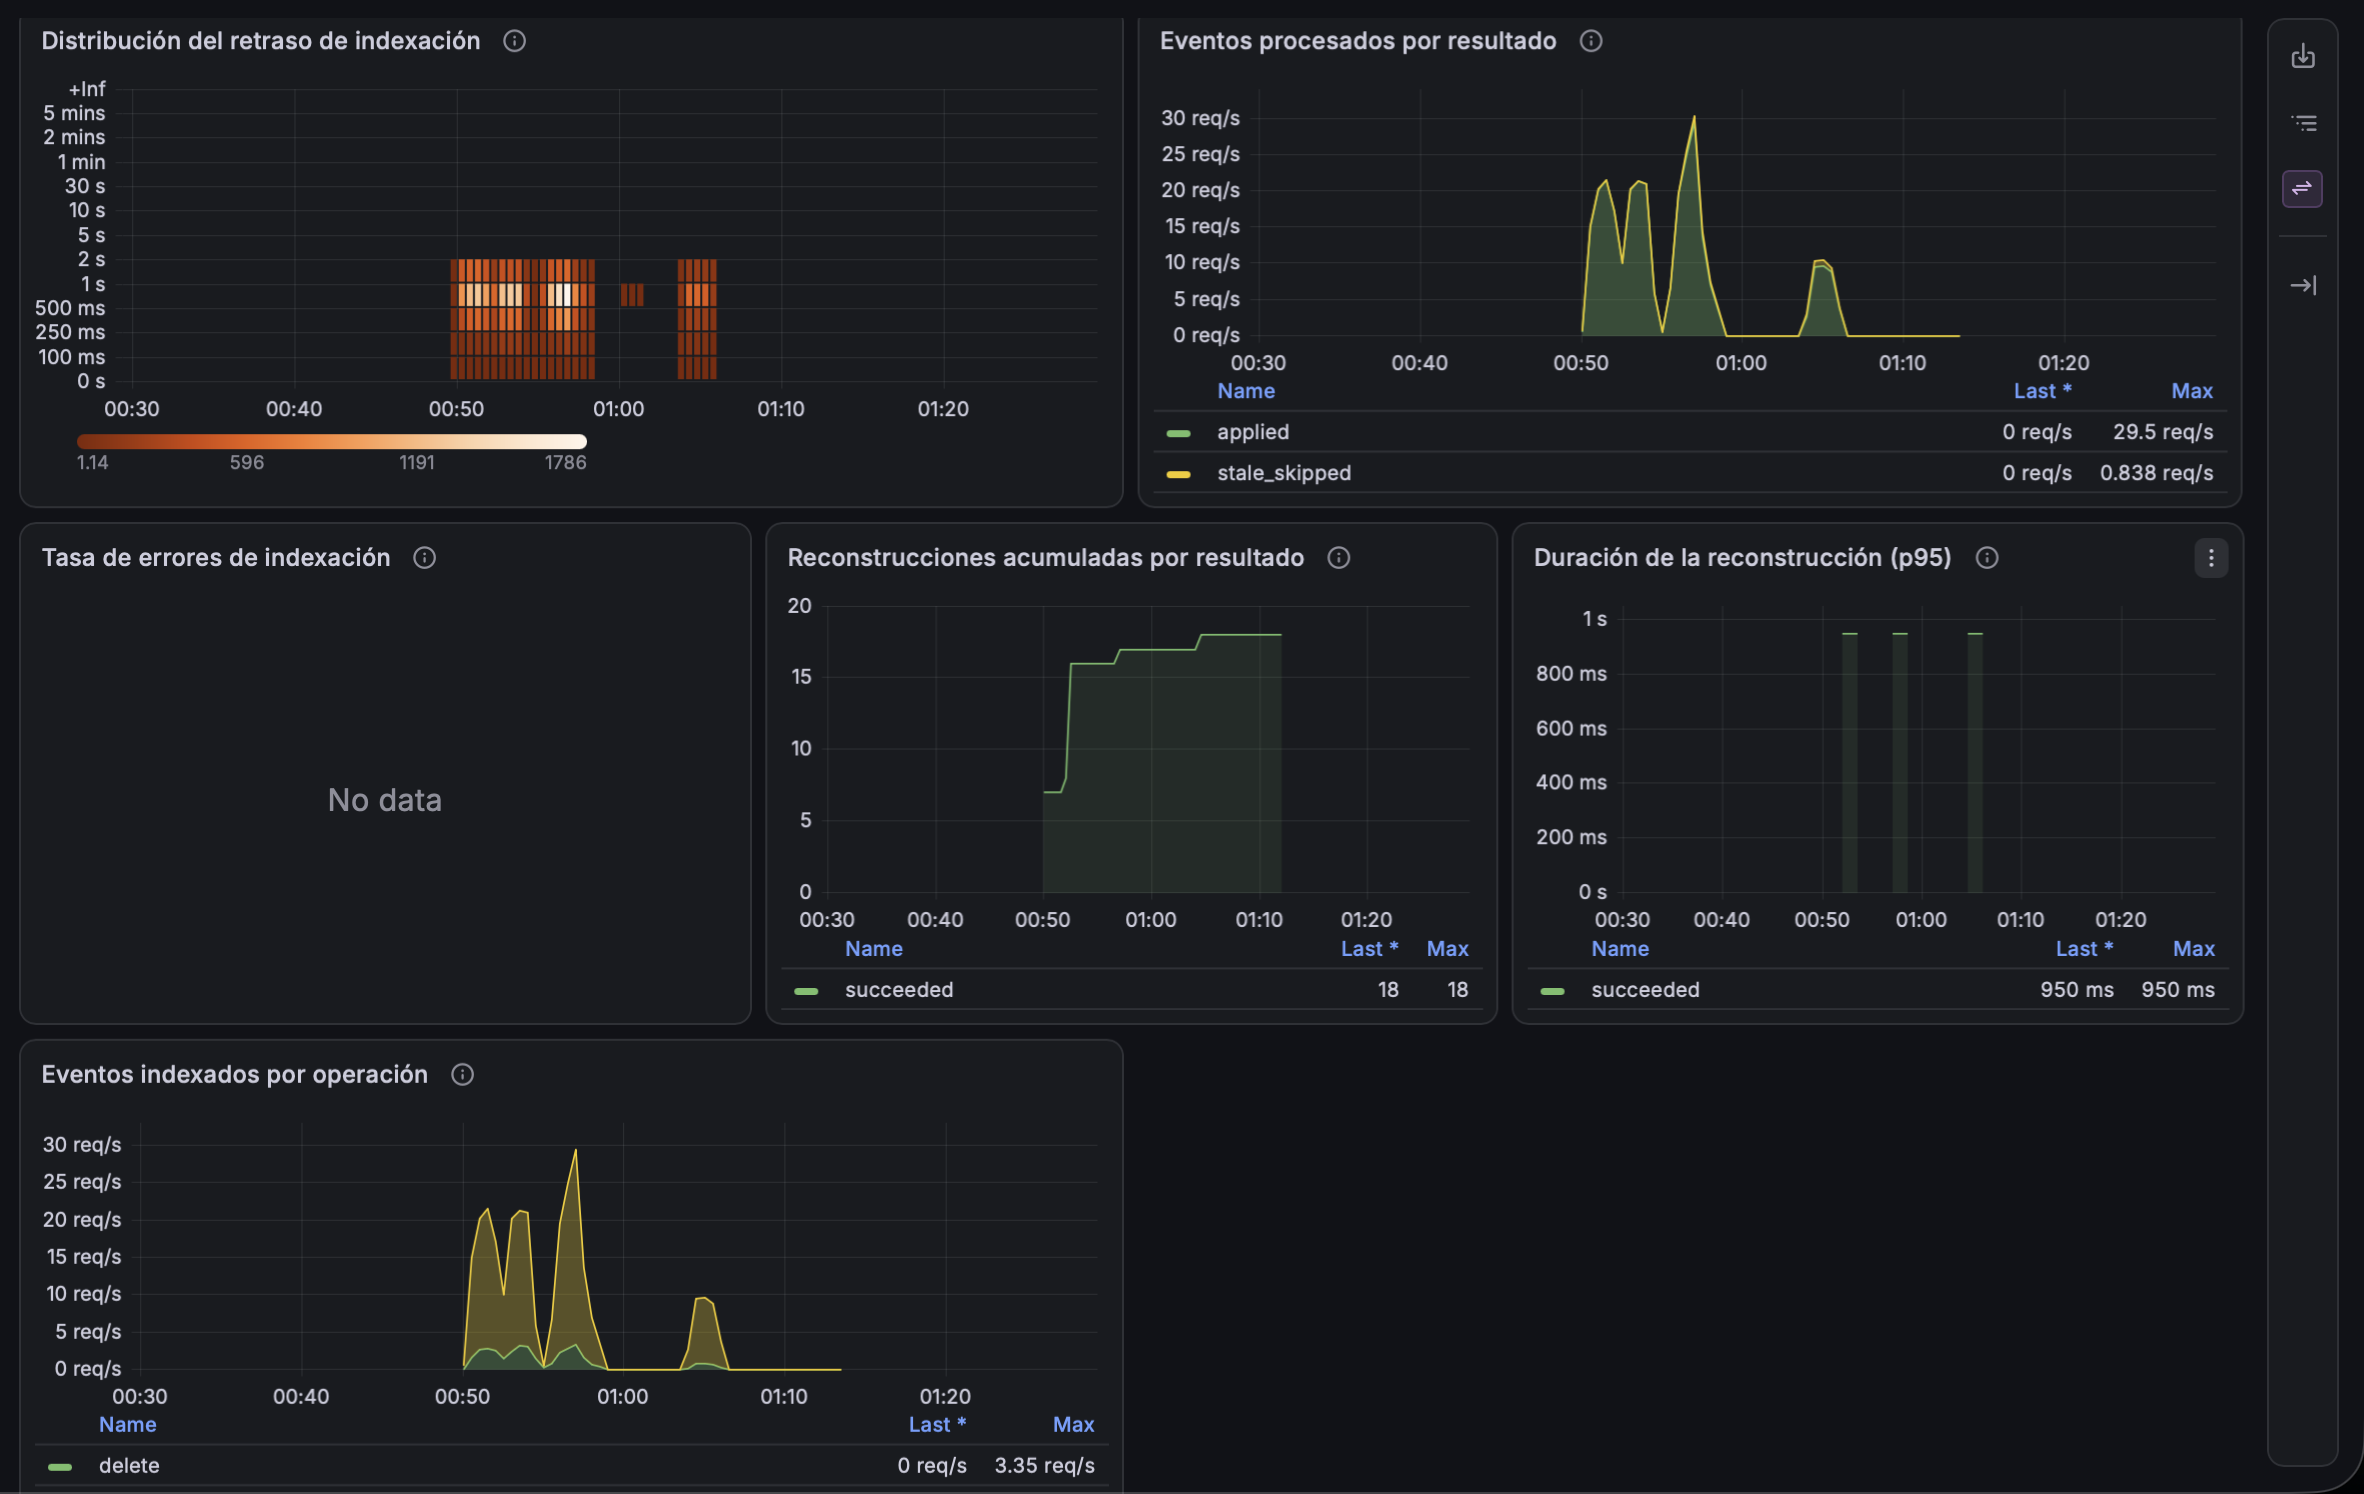 Distribución del retraso de indexación
+Inf
5 mins
2 mins
1 min
30 s
10 s
5 s
2 s
1 s
500 ms
250 ms
100 ms
0 s
00:30 00:40 00:50 01:00 01:10 01:20
1.14 596 1191 1786
Eventos procesados por resultado
30 req/s
25 req/s
20 req/s
15 req/s
10 req/s
5 req/s
0 req/s
00:30 00:40 00:50 01:00 01:10 01:20
Name Last * Max
applied 0 req/s 29.5 req/s
stale_skipped 0 req/s 0.838 req/s
Tasa de errores de indexación
No data
Reconstrucciones acumuladas por resultado
20
15
10
5
0
00:30 00:40 00:50 01:00 01:10 01:20
Name Last * Max
succeeded 18 18
Duración de la reconstrucción (p95)
1 s
800 ms
600 ms
400 ms
200 ms
0 s
00:30 00:40 00:50 01:00 01:10 01:20
Name Last * Max
succeeded 950 ms 950 ms
Eventos indexados por operación
30 req/s
25 req/s
20 req/s
15 req/s
10 req/s
5 req/s
0 req/s
00:30 00:40 00:50 01:00 01:10 01:20
Name Last * Max
delete 0 req/s 3.35 req/s